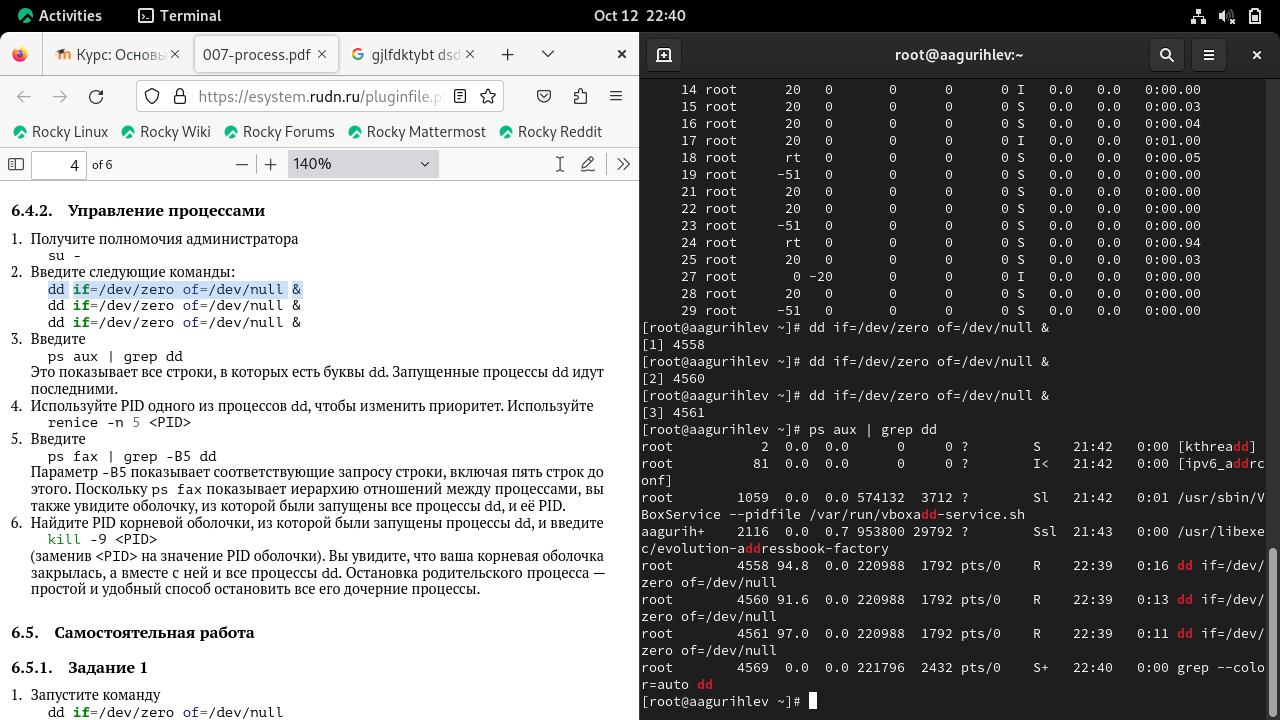 Activities
Terminal
Oct 12 22:40
Курс: Основы
007-process.pdf
gjlfdktybt dsd
https://esystem.rudn.ru/pluginfile.p
Rocky Linux
Rocky Wiki
Rocky Forums
Rocky Mattermost
Rocky Reddit
4 of 6
140%
6.4.2. Управление процессами
1. Получите полномочия администратора
su -
2. Введите следующие команды:
dd if=/dev/zero of=/dev/null &
dd if=/dev/zero of=/dev/null &
dd if=/dev/zero of=/dev/null &
3. Введите
ps aux | grep dd
Это показывает все строки, в которых есть буквы dd. Запущенные процессы dd идут
последними.
4. Используйте PID одного из процессов dd, чтобы изменить приоритет. Используйте
renice -n 5 <PID>
5. Введите
ps fax | grep -B5 dd
Параметр -B5 показывает соответствующие запросу строки, включая пять строк до
этого. Поскольку ps fax показывает иерархию отношений между процессами, вы
также увидите оболочку, из которой были запущены все процессы dd, и её PID.
6. Найдите PID корневой оболочки, из которой были запущены процессы dd, и введите
kill -9 <PID>
(заменив <PID> на значение PID оболочки). Вы увидите, что ваша корневая оболочка
закрылась, а вместе с ней и все процессы dd. Остановка родительского процесса —
простой и удобный способ остановить все его дочерние процессы.
6.5. Самостоятельная работа
6.5.1. Задание 1
1. Запустите команду
dd if=/dev/zero of=/dev/null
root@aagurihlev:~
14 root 20 0 0 0 0 I 0.0 0.0 0:00.00
15 root 20 0 0 0 0 S 0.0 0.0 0:00.03
16 root 20 0 0 0 0 S 0.0 0.0 0:00.04
17 root 20 0 0 0 0 I 0.0 0.0 0:01.00
18 root rt 0 0 0 0 S 0.0 0.0 0:00.05
19 root -51 0 0 0 0 S 0.0 0.0 0:00.00
21 root 20 0 0 0 0 S 0.0 0.0 0:00.00
22 root 20 0 0 0 0 S 0.0 0.0 0:00.00
23 root -51 0 0 0 0 S 0.0 0.0 0:00.00
24 root rt 0 0 0 0 S 0.0 0.0 0:00.94
25 root 20 0 0 0 0 S 0.0 0.0 0:00.03
27 root 0 -20 0 0 0 I 0.0 0.0 0:00.00
28 root 20 0 0 0 0 S 0.0 0.0 0:00.00
29 root -51 0 0 0 0 S 0.0 0.0 0:00.00
[root@aagurihlev ~]# dd if=/dev/zero of=/dev/null &
[1] 4558
[root@aagurihlev ~]# dd if=/dev/zero of=/dev/null &
[2] 4560
[root@aagurihlev ~]# dd if=/dev/zero of=/dev/null &
[3] 4561
[root@aagurihlev ~]# ps aux | grep dd
root 2 0.0 0.0 0 0 ? S 21:42 0:00 [kthreadd]
root 81 0.0 0.0 0 0 ? I< 21:42 0:00 [ipv6_addrc
onf]
root 1059 0.0 0.0 574132 3712 ? Sl 21:42 0:01 /usr/sbin/V
BoxService --pidfile /var/run/vboxadd-service.sh
aagurih+ 2116 0.0 0.7 953800 29792 ? Ssl 21:43 0:00 /usr/libexe
c/evolution-addressbook-factory
root 4558 94.8 0.0 220988 1792 pts/0 R 22:39 0:16 dd if=/dev/
zero of=/dev/null
root 4560 91.6 0.0 220988 1792 pts/0 R 22:39 0:13 dd if=/dev/
zero of=/dev/null
root 4561 97.0 0.0 220988 1792 pts/0 R 22:39 0:11 dd if=/dev/
zero of=/dev/null
root 4569 0.0 0.0 221796 2432 pts/0 S+ 22:40 0:00 grep --colo
r=auto dd
[root@aagurihlev ~]#